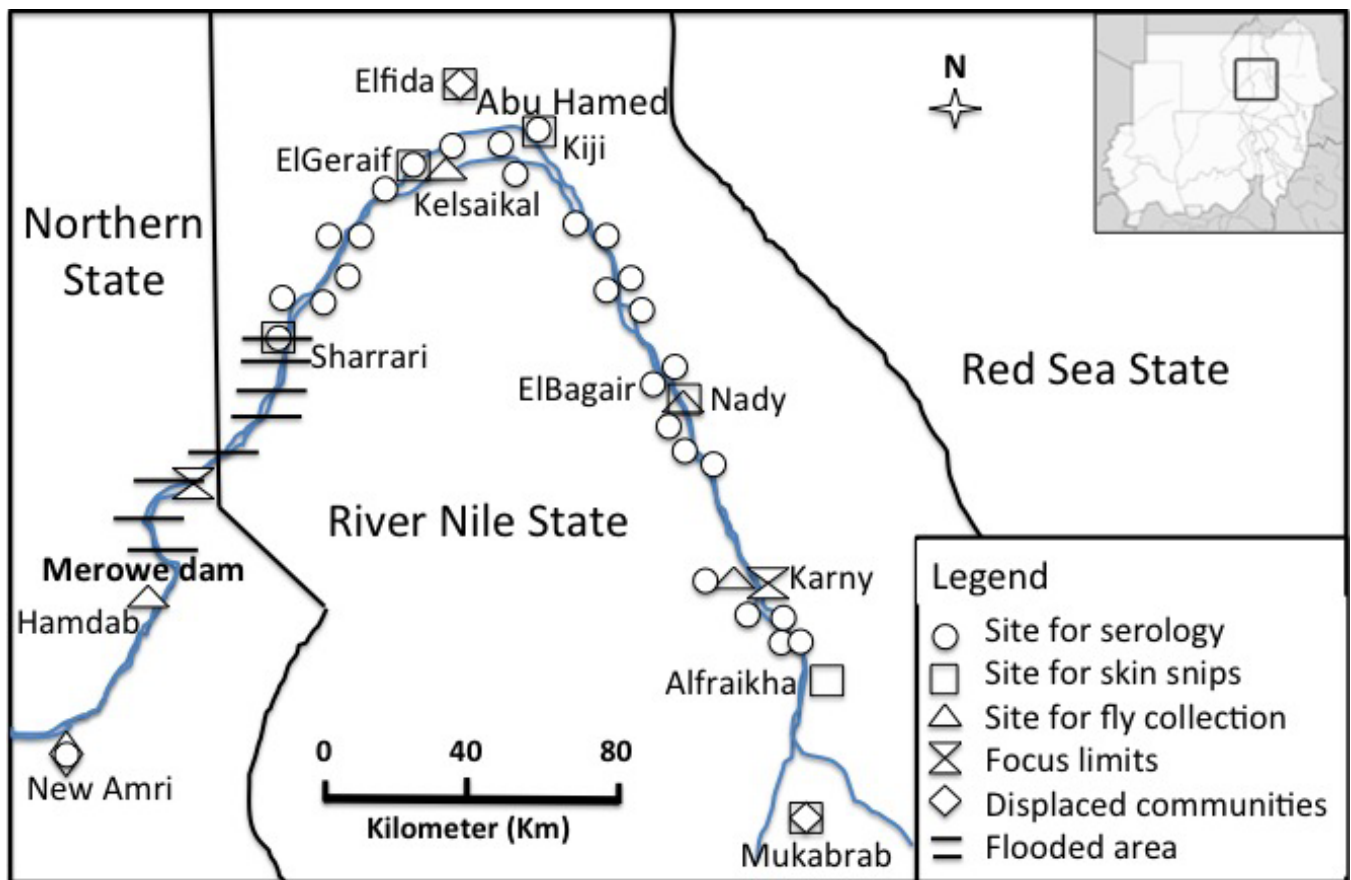 Elfida
Abu Hamed
Kiji
ElGeraif
Kelsaikal
N
Northern
State
Sharrari
ElBagair
Nady
Red Sea State
River Nile State
Merowe dam
Hamdab
Karny
Alfraikha
New Amri
Mukabrab
0 40 80
Kilometer (Km)
Legend
Site for serology
Site for skin snips
Site for fly collection
Focus limits
Displaced communities
Flooded area